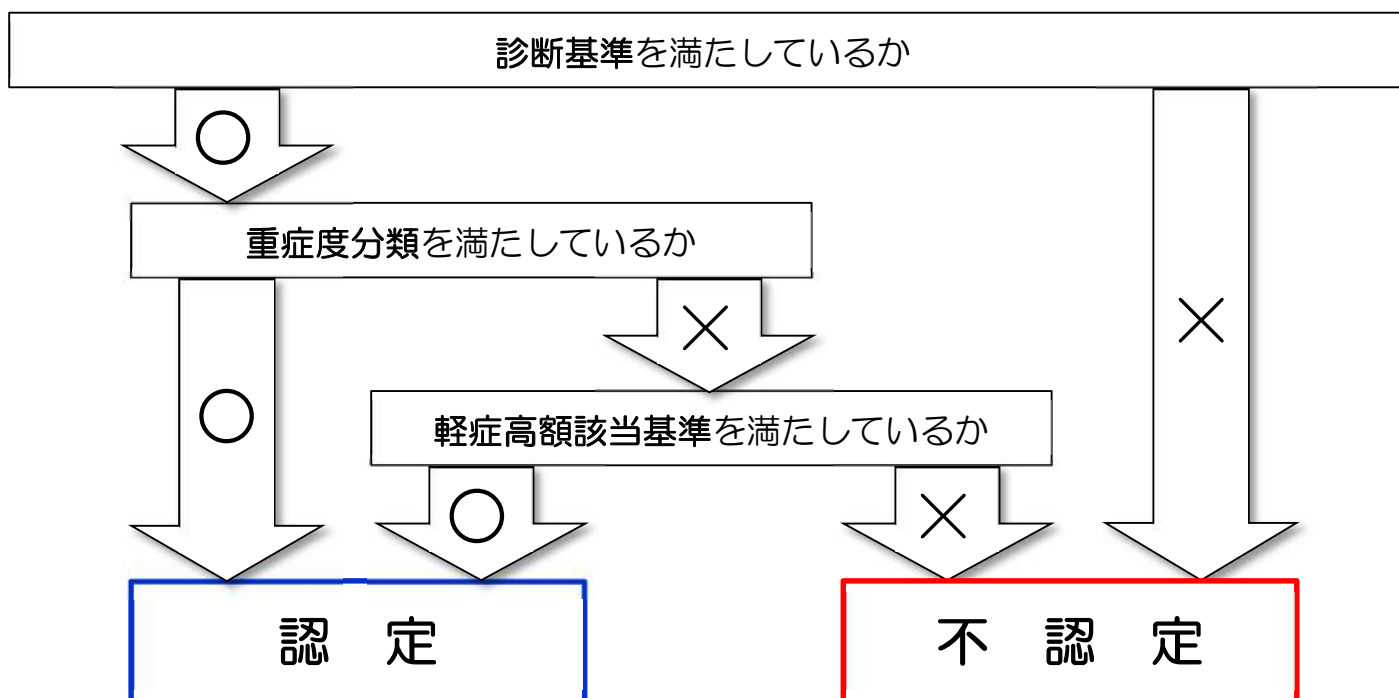 診断基準を満たしているか
○
×
重症度分類を満たしているか
○
×
軽症高額該当基準を満たしているか
○
×
認 定
不 認 定